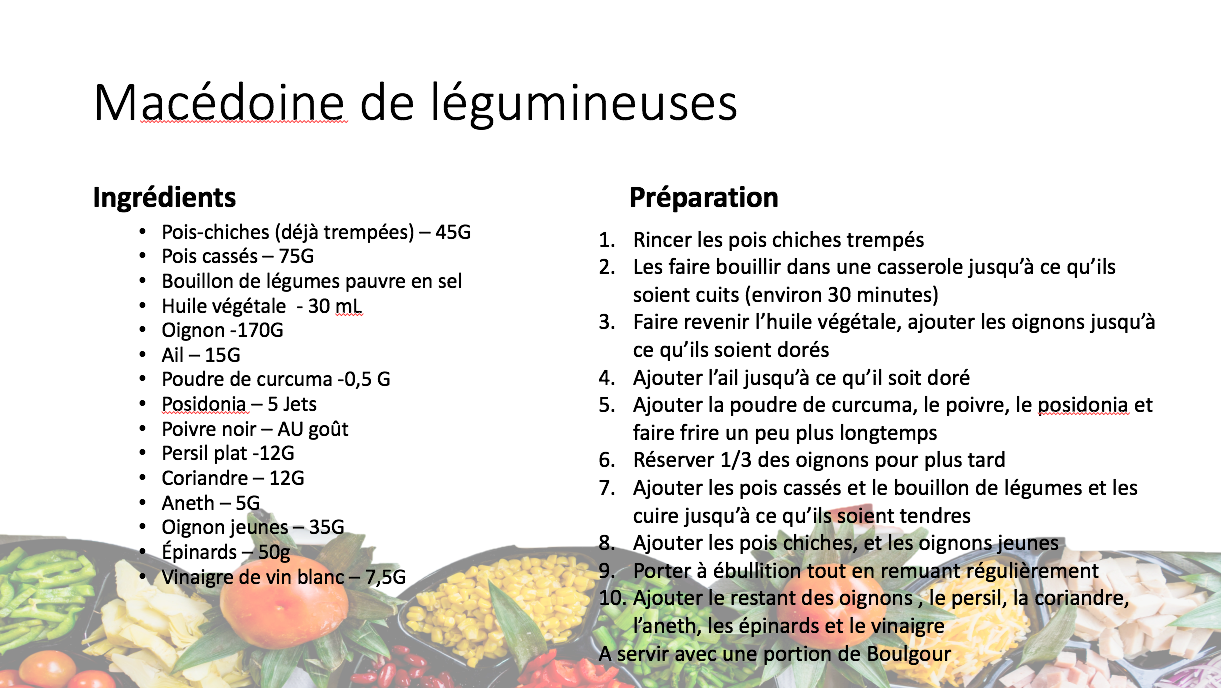 Macédoine de légumineuses
Ingrédients
• Pois-chiches (déjà trempées) – 45G
• Pois cassés – 75G
• Bouillon de légumes pauvre en sel
• Huile végétale - 30 mL
• Oignon -170G
• Ail – 15G
• Poudre de curcuma -0,5 G
• Posidonia – 5 Jets
• Poivre noir – AU goût
• Persil plat -12G
• Coriandre – 12G
• Aneth – 5G
• Oignon jeunes – 35G
• Épinards – 50g
• Vinaigre de vin blanc – 7,5G
Préparation
1. Rincer les pois chiches trempés
2. Les faire bouillir dans une casserole jusqu’à ce qu’ils
soient cuits (environ 30 minutes)
3. Faire revenir l’huile végétale, ajouter les oignons jusqu’à
ce qu’ils soient dorés
4. Ajouter l’ail jusqu’à ce qu’il soit doré
5. Ajouter la poudre de curcuma, le poivre, le posidonia et
faire frire un peu plus longtemps
6. Réserver 1/3 des oignons pour plus tard
7. Ajouter les pois cassés et le bouillon de légumes et les
cuire jusqu’à ce qu’ils soient tendres
8. Ajouter les pois chiches, et les oignons jeunes
9. Porter à ébullition tout en remuant régulièrement
10. Ajouter le restant des oignons , le persil, la coriandre,
l’aneth, les épinards et le vinaigre
A servir avec une portion de Boulgour